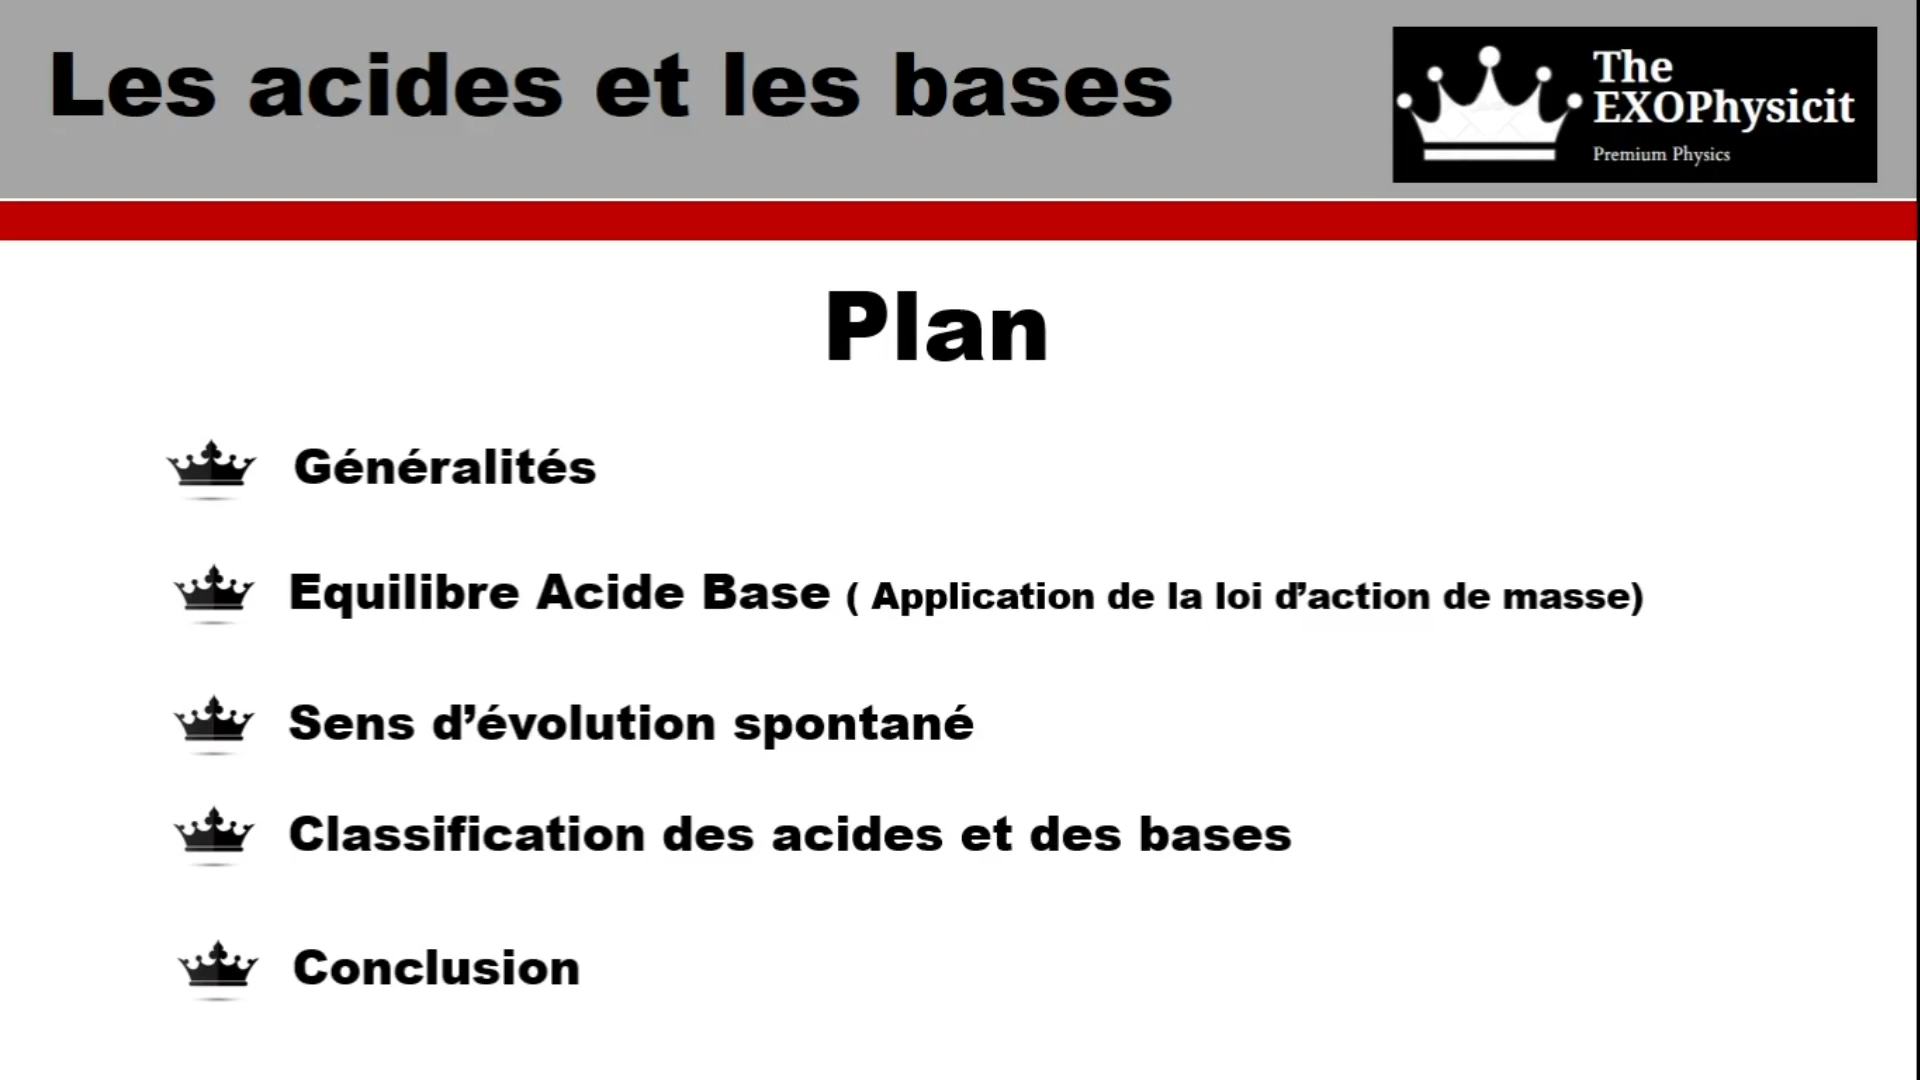 Les acides et les bases
The
EXOPhysicit
Premium Physics
Plan
Généralités
Equilibre Acide Base ( Application de la loi d’action de masse)
Sens d’évolution spontané
Classification des acides et des bases
Conclusion